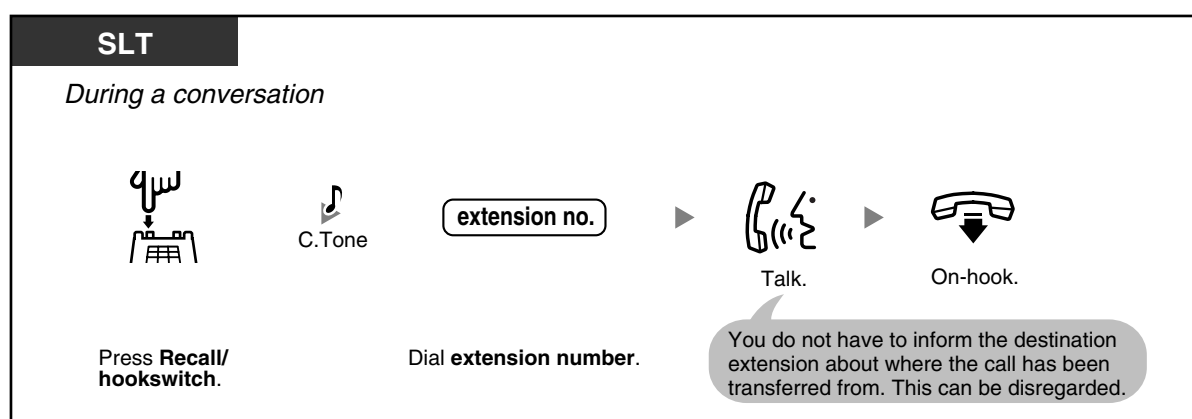 SLT
During a conversation
C.Tone
extension no.
Talk.
On-hook.
Press Recall/
hookswitch.
Dial extension number.
You do not have to inform the destination
extension about where the call has been
transferred from. This can be disregarded.